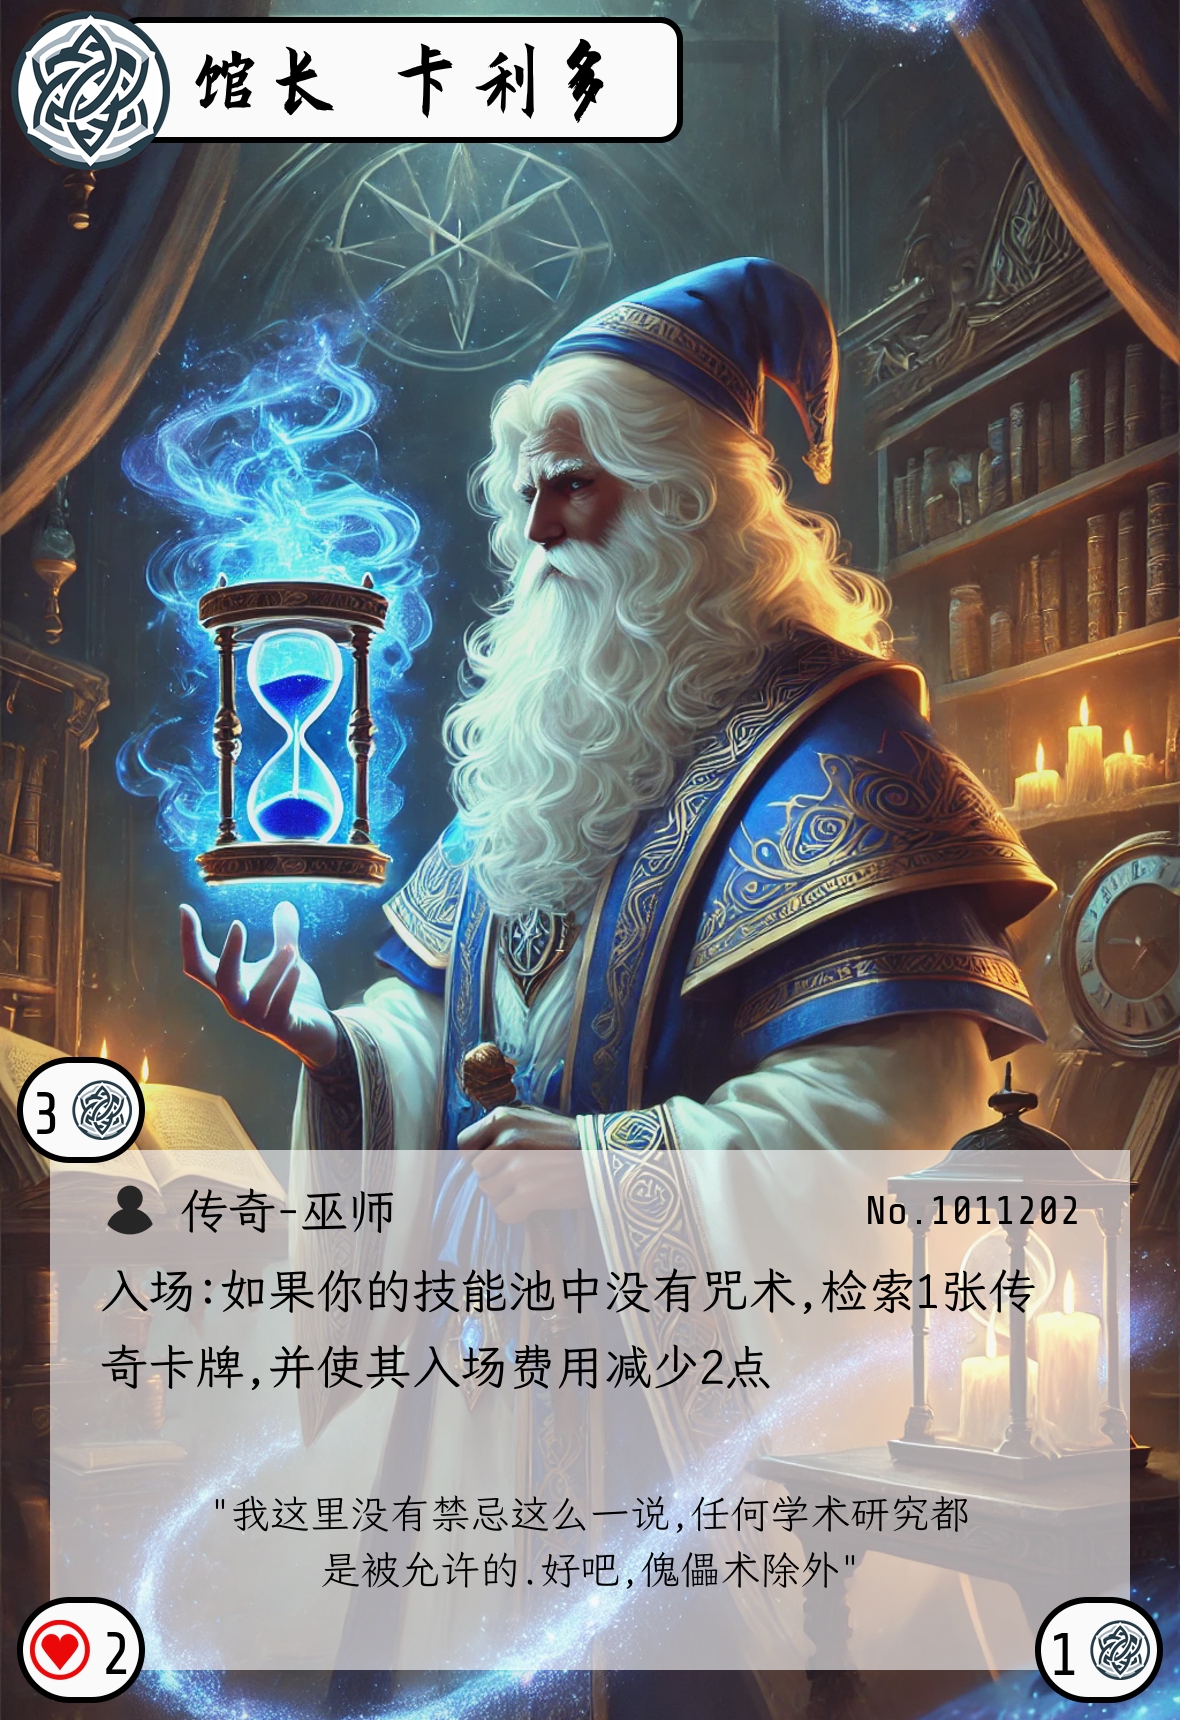 馆长 卡利多
3
传奇-巫师
No.1011202
入场:如果你的技能池中没有咒术,检索1张传
奇卡牌,并使其入场费用减少2点
"我这里没有禁忌这么一说,任何学术研究都
是被允许的.好吧,傀儡术除外"
2
1